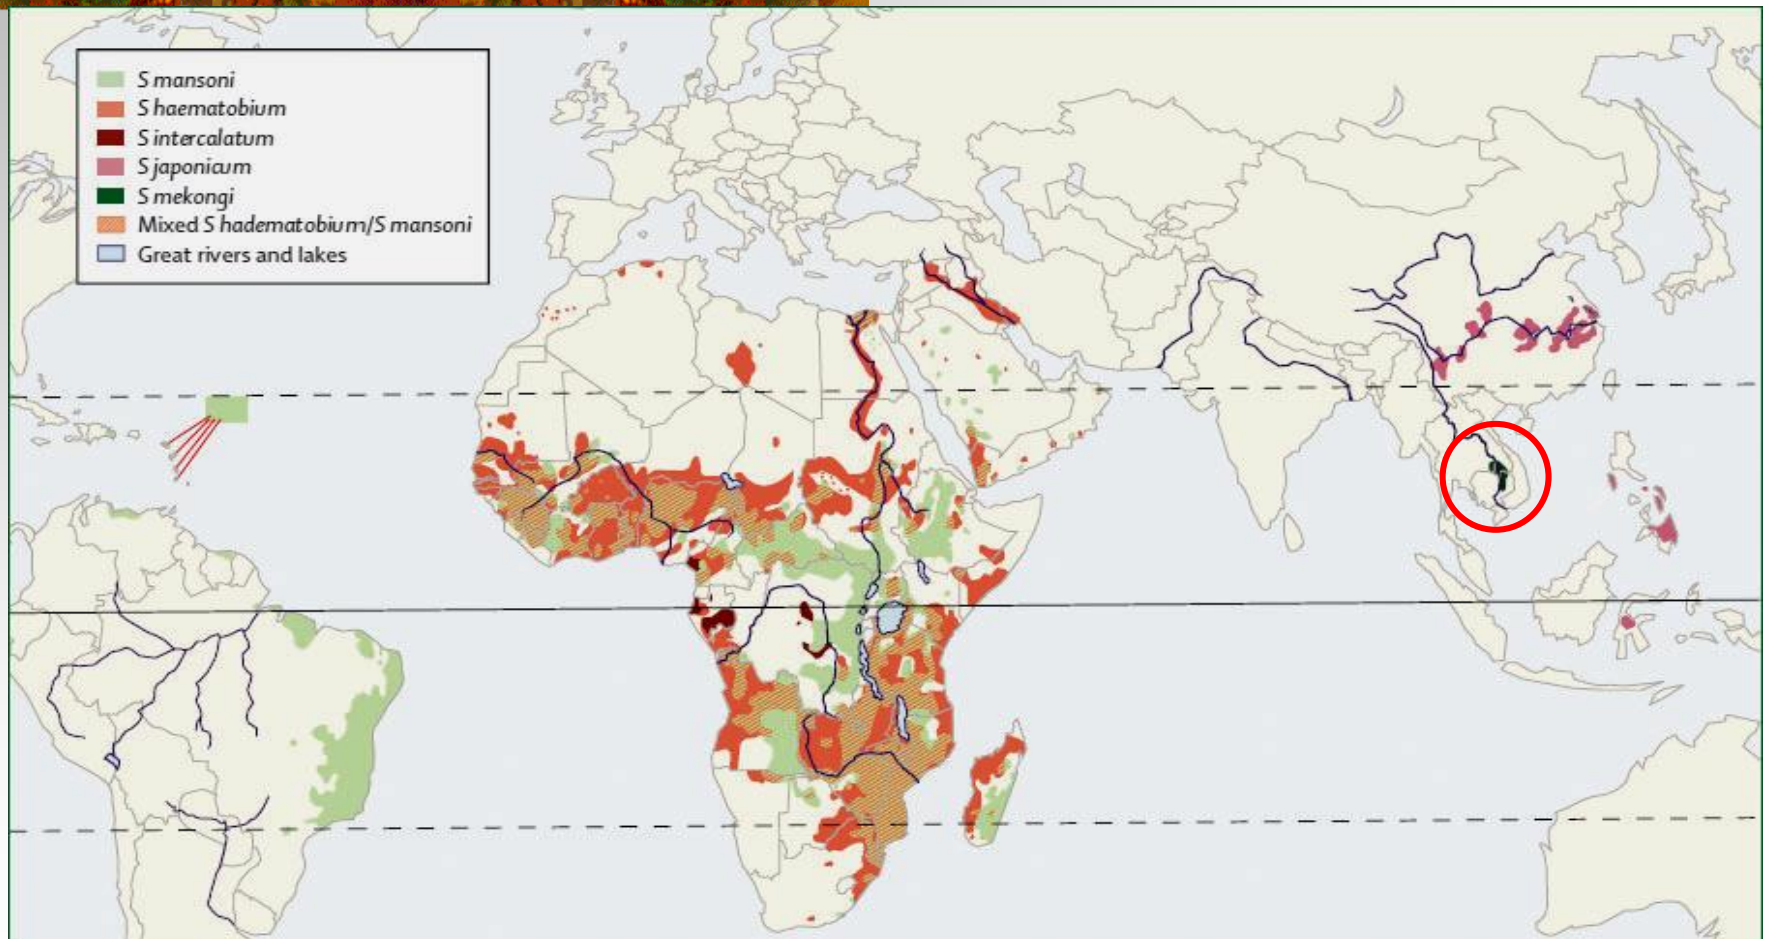 S mansoni
S haematobium
S intercalatum
S japonicum
S mekongi
Mixed S hadematobium/S mansoni
Great rivers and lakes